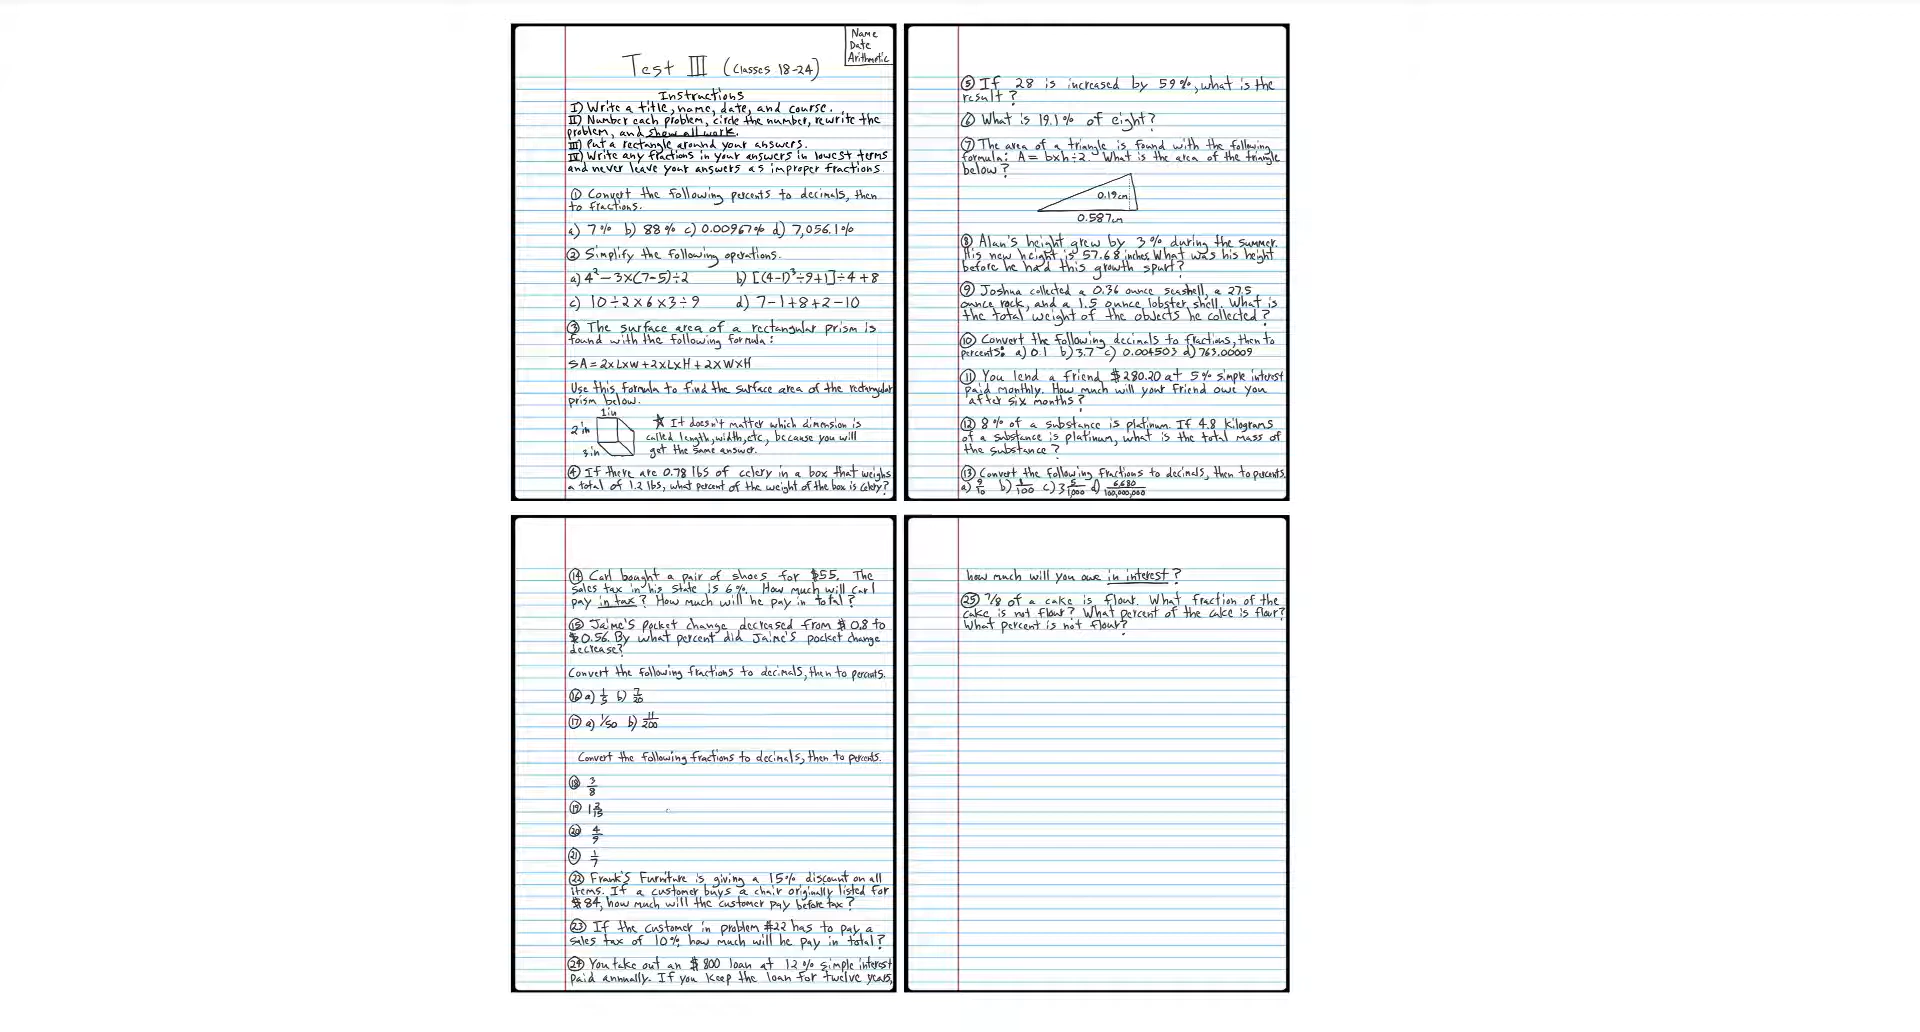 Name
Date
Arithmetic
Test III (Classes 18-24)
Instructions
I) Write a title, name, date, and course.
II) Number each problem, circle the number, rewrite the
problem, and show all work.
III) Put a rectangle around your answers.
IV) Write any fractions in your answers in lowest terms
and never leave your answers as improper fractions.
① Convert the following percents to decimals, then
to fractions.
a) 7% b) 88% c) 0.00967% d) 7,056.1%
② Simplify the following operations.
a) 4²-3×(7-5)÷2 b) [(4-1)³÷9+1]÷4+8
c) 10÷2×6×3÷9 d) 7-1+8+2-10
③ The surface area of a rectangular prism is
found with the following formula:
SA=2×L×W+2×L×H+2×W×H
Use this formula to find the surface area of the rectangular
prism below.
1in
2in
3in
★ It doesn't matter which dimension is
called length, width, etc., because you will
get the same answer.
④ If there are 0.78 lbs of celery in a box that weighs
a total of 1.2 lbs, what percent of the weight of the box is celery?
⑤ If 28 is increased by 59%, what is the
result?
⑥ What is 19.1% of eight?
⑦ The area of a triangle is found with the following
formula: A=b×h÷2. What is the area of the triangle
below?
0.19cm
0.587cm
⑧ Alan's height grew by 3% during the summer.
His new height is 57.68 inches. What was his height
before he had this growth spurt?
⑨ Joshua collected a 0.36 ounce seashell, a 27.5
ounce rock, and a 1.5 ounce lobster shell. What is
the total weight of the objects he collected?
⑩ Convert the following decimals to fractions, then to
percents: a) 0.1 b) 3.7 c) 0.004503 d) 763.00009
⑪ You lend a friend $280.20 at 5% simple interest
paid monthly. How much will your friend owe you
after six months?
⑫ 8% of a substance is platinum. If 4.8 kilograms
of a substance is platinum, what is the total mass of
the substance?
⑬ Convert the following fractions to decimals, then to percents.
a) 9/10 b) 1/100 c) 3 5/1,000 d) 6,680/100,000,000
⑭ Carl bought a pair of shoes for $55. The
sales tax in his state is 6%. How much will Carl
pay in tax? How much will he pay in total?
⑮ Jaime's pocket change decreased from $0.8 to
$0.56. By what percent did Jaime's pocket change
decrease?
Convert the following fractions to decimals, then to percents.
⑯ a) 1/5 b) 7/20
⑰ a) 1/50 b) 11/200
Convert the following fractions to decimals, then to percents.
⑱ 3/8
⑲ 1 2/15
⑳ 4/9
㉑ 1/7
㉒ Frank's Furniture is giving a 15% discount on all
items. If a customer buys a chair originally listed for
$84, how much will the customer pay before tax?
㉓ If the customer in problem #22 has to pay a
sales tax of 10%, how much will he pay in total?
㉔ You take out an $800 loan at 12% simple interest
paid annually. If you keep the loan for twelve years,
how much will you owe in interest?
㉕ 7/8 of a cake is flour. What fraction of the
cake is not flour? What percent of the cake is flour?
What percent is not flour?